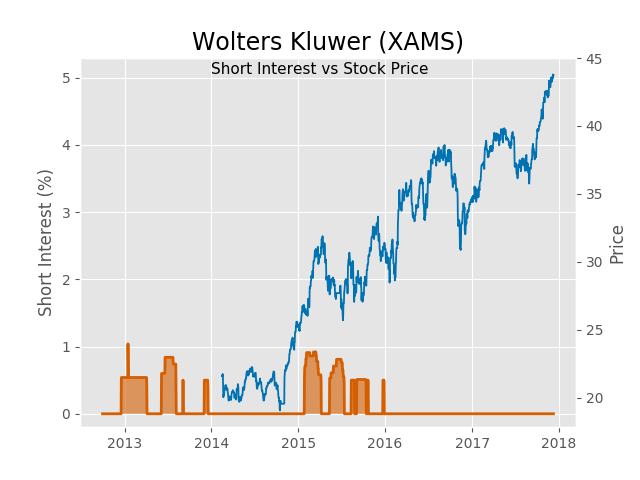 Wolters Kluwer (XAMS)
Short Interest vs Stock Price
Short Interest (%)
5
4
3
2
1
0
45
40
35
30
25
20
Price
2013 2014 2015 2016 2017 2018